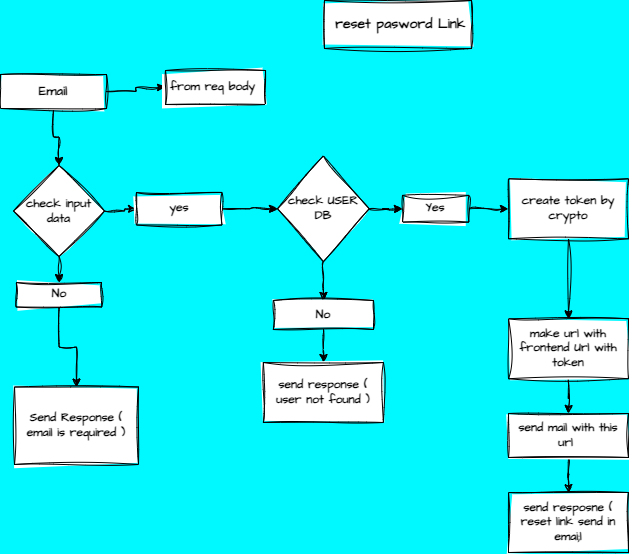 reset pasword Link
Email
from req body
check input
data
yes
check USER
DB
Yes
create token by
crypto
No
No
make url with
frontend Url with
token
send response (
user not found )
Send Response (
email is required )
send mail with this
url
send resposne (
reset link send in
email)